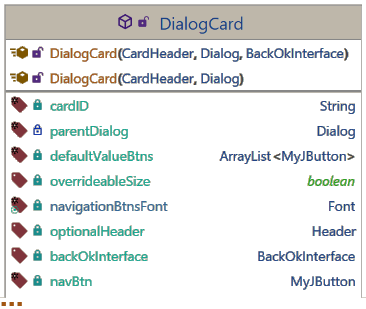 DialogCard
DialogCard(CardHeader, Dialog, BackOkInterface)
DialogCard(CardHeader, Dialog)
cardID String
parentDialog Dialog
defaultValueBtns ArrayList<MyJButton>
overrideableSize boolean
navigationBtnsFont Font
optionalHeader Header
backOkInterface BackOkInterface
navBtn MyJButton